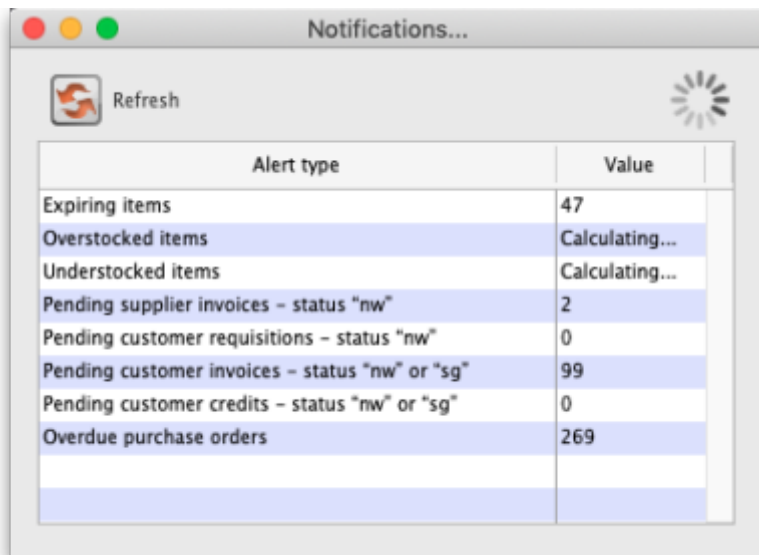 Notifications...
Refresh
Alert type Value
Expiring items 47
Overstocked items Calculating...
Understocked items Calculating...
Pending supplier invoices – status “nw” 2
Pending customer requisitions – status “nw” 0
Pending customer invoices – status “nw” or “sg” 99
Pending customer credits – status “nw” or “sg” 0
Overdue purchase orders 269